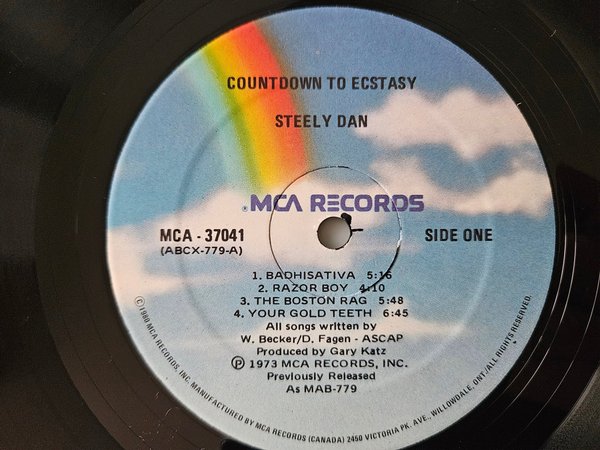 COUNTDOWN TO ECSTASY
STEELY DAN
®MCA RECORDS
MCA - 37041
(ABCX-779-A)
SIDE ONE
1. BADHISATIVA 5:16
2. RAZOR BOY 4:10
3. THE BOSTON RAG 5:48
4. YOUR GOLD TEETH 6:45
All songs written by
W. Becker/D. Fagen - ASCAP
Produced by Gary Katz
Ⓟ 1973 MCA RECORDS, INC.
Previously Released
As MAB-779
©1980 MCA RECORDS, INC. MANUFACTURED BY MCA RECORDS (CANADA) 2450 VICTORIA PK. AVE., WILLOWDALE, ONT./ALL RIGHTS RESERVED.